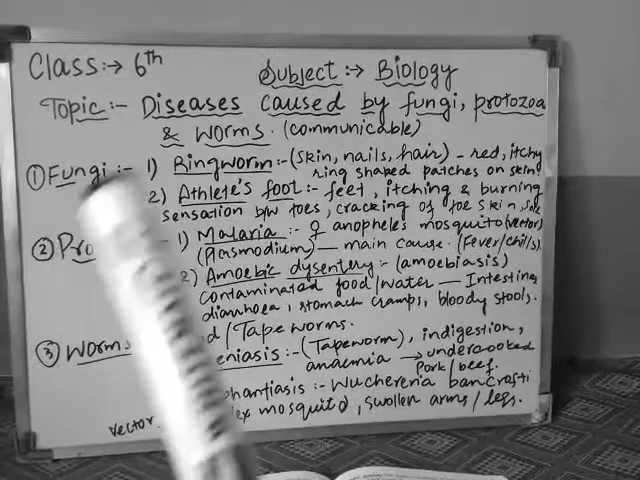 Class:→ 6th Subject:→ Biology
Topic:- Diseases caused by fungi, protozoa
& worms. (communicable)
① Fungi:- 1) Ringworm:- (skin, nails, hair) - red, itchy
ring shaped patches on skin
2) Athlete's foot:- feet, itching & burning
sensation b/w toes, cracking of toe skin,
② Pro 1) Malaria:- ♀ anopheles mosquito (vector)
(Plasmodium) — main cause. (Fever/chills).
2) Amoebic dysentery:- (amoebiasis)
Contaminated food/water — Intestines
diarrhoea, stomach cramps, bloody stools.
③ Worms d/Tapeworms.
eniasis:- (Tapeworm), indigestion,
anaemia → undercooked
Pork/beef.
phantiasis:- Wuchereria bancrofti
vector. lex mosquito, swollen arms/legs.